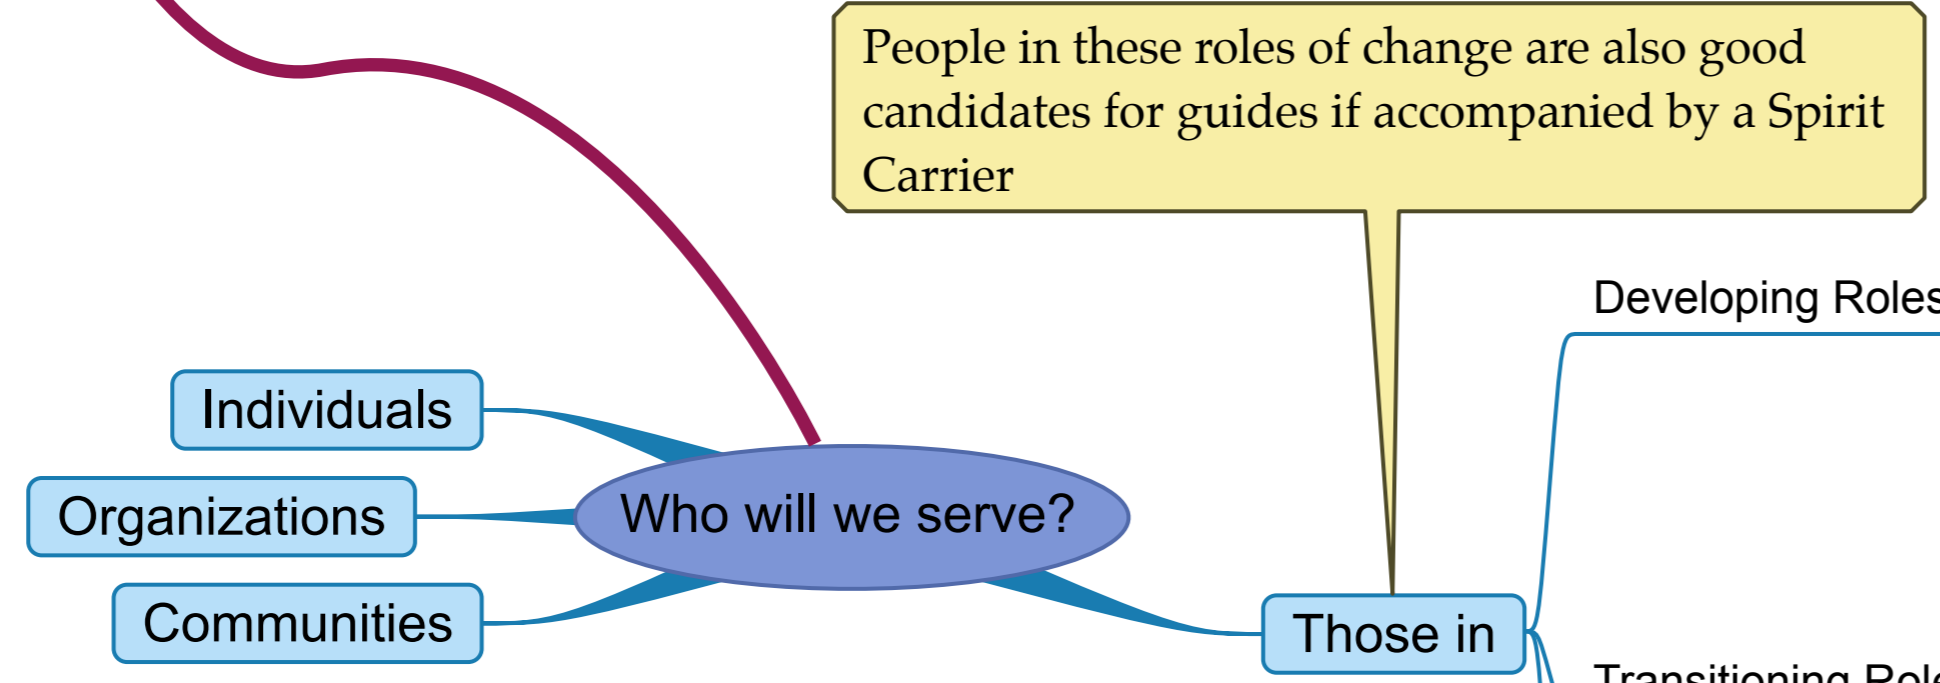 People in these roles of change are also good
candidates for guides if accompanied by a Spirit
Carrier
Developing Roles
Individuals
Organizations
Who will we serve?
Communities
Those in
Transitioning